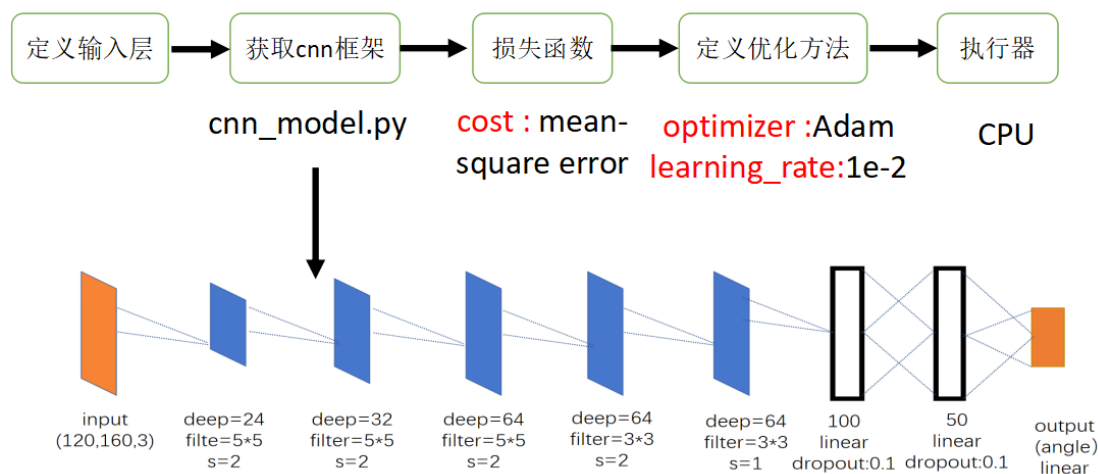 定义输入层
获取cnn框架
损失函数
定义优化方法
执行器
cnn_model.py
cost : mean-
square error
optimizer :Adam
learning_rate:1e-2
CPU
input
(120,160,3)
deep=24
filte=5*5
s=2
deep=32
filter=5*5
s=2
deep=64
filter=5*5
s=2
deep=64
filter=3*3
s=2
deep=64
filter=3*3
s=1
100
linear
dropout:0.1
50
linear
dropout:0.1
output
(angle)
linear